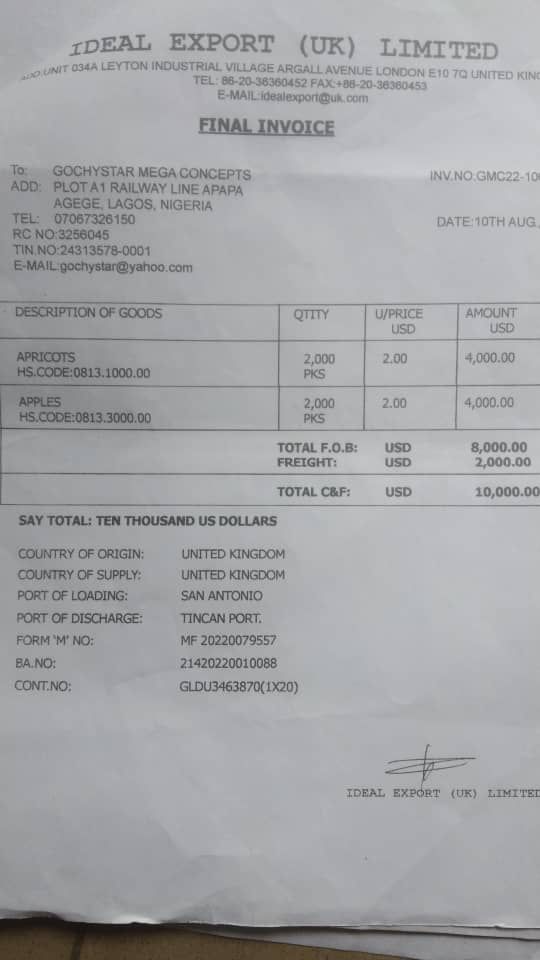 IDEAL EXPORT (UK) LIMITED
ADD:UNIT 034A LEYTON INDUSTRIAL VILLAGE ARGALL AVENUE LONDON E10 7Q UNITED KING
TEL: 86-20-36360452 FAX:+86-20-36360453
E-MAIL:idealexport@uk.com
FINAL INVOICE
To: GOCHYSTAR MEGA CONCEPTS INV.NO:GMC22-10
ADD: PLOT A1 RAILWAY LINE APAPA
AGEGE, LAGOS, NIGERIA
TEL: 07067326150 DATE:10TH AUG,
RC NO:3256045
TIN.NO:24313578-0001
E-MAIL:gochystar@yahoo.com
DESCRIPTION OF GOODS QTITY U/PRICE AMOUNT
USD USD
APRICOTS 2,000 2.00 4,000.00
HS.CODE:0813.1000.00 PKS
APPLES 2,000 2.00 4,000.00
HS.CODE:0813.3000.00 PKS
TOTAL F.O.B: USD 8,000.00
FREIGHT: USD 2,000.00
TOTAL C&F: USD 10,000.00
SAY TOTAL: TEN THOUSAND US DOLLARS
COUNTRY OF ORIGIN: UNITED KINGDOM
COUNTRY OF SUPPLY: UNITED KINGDOM
PORT OF LOADING: SAN ANTONIO
PORT OF DISCHARGE: TINCAN PORT.
FORM 'M' NO: MF 20220079557
BA.NO: 21420220010088
CONT.NO: GLDU3463870(1X20)
IDEAL EXPORT (UK) LIMITED